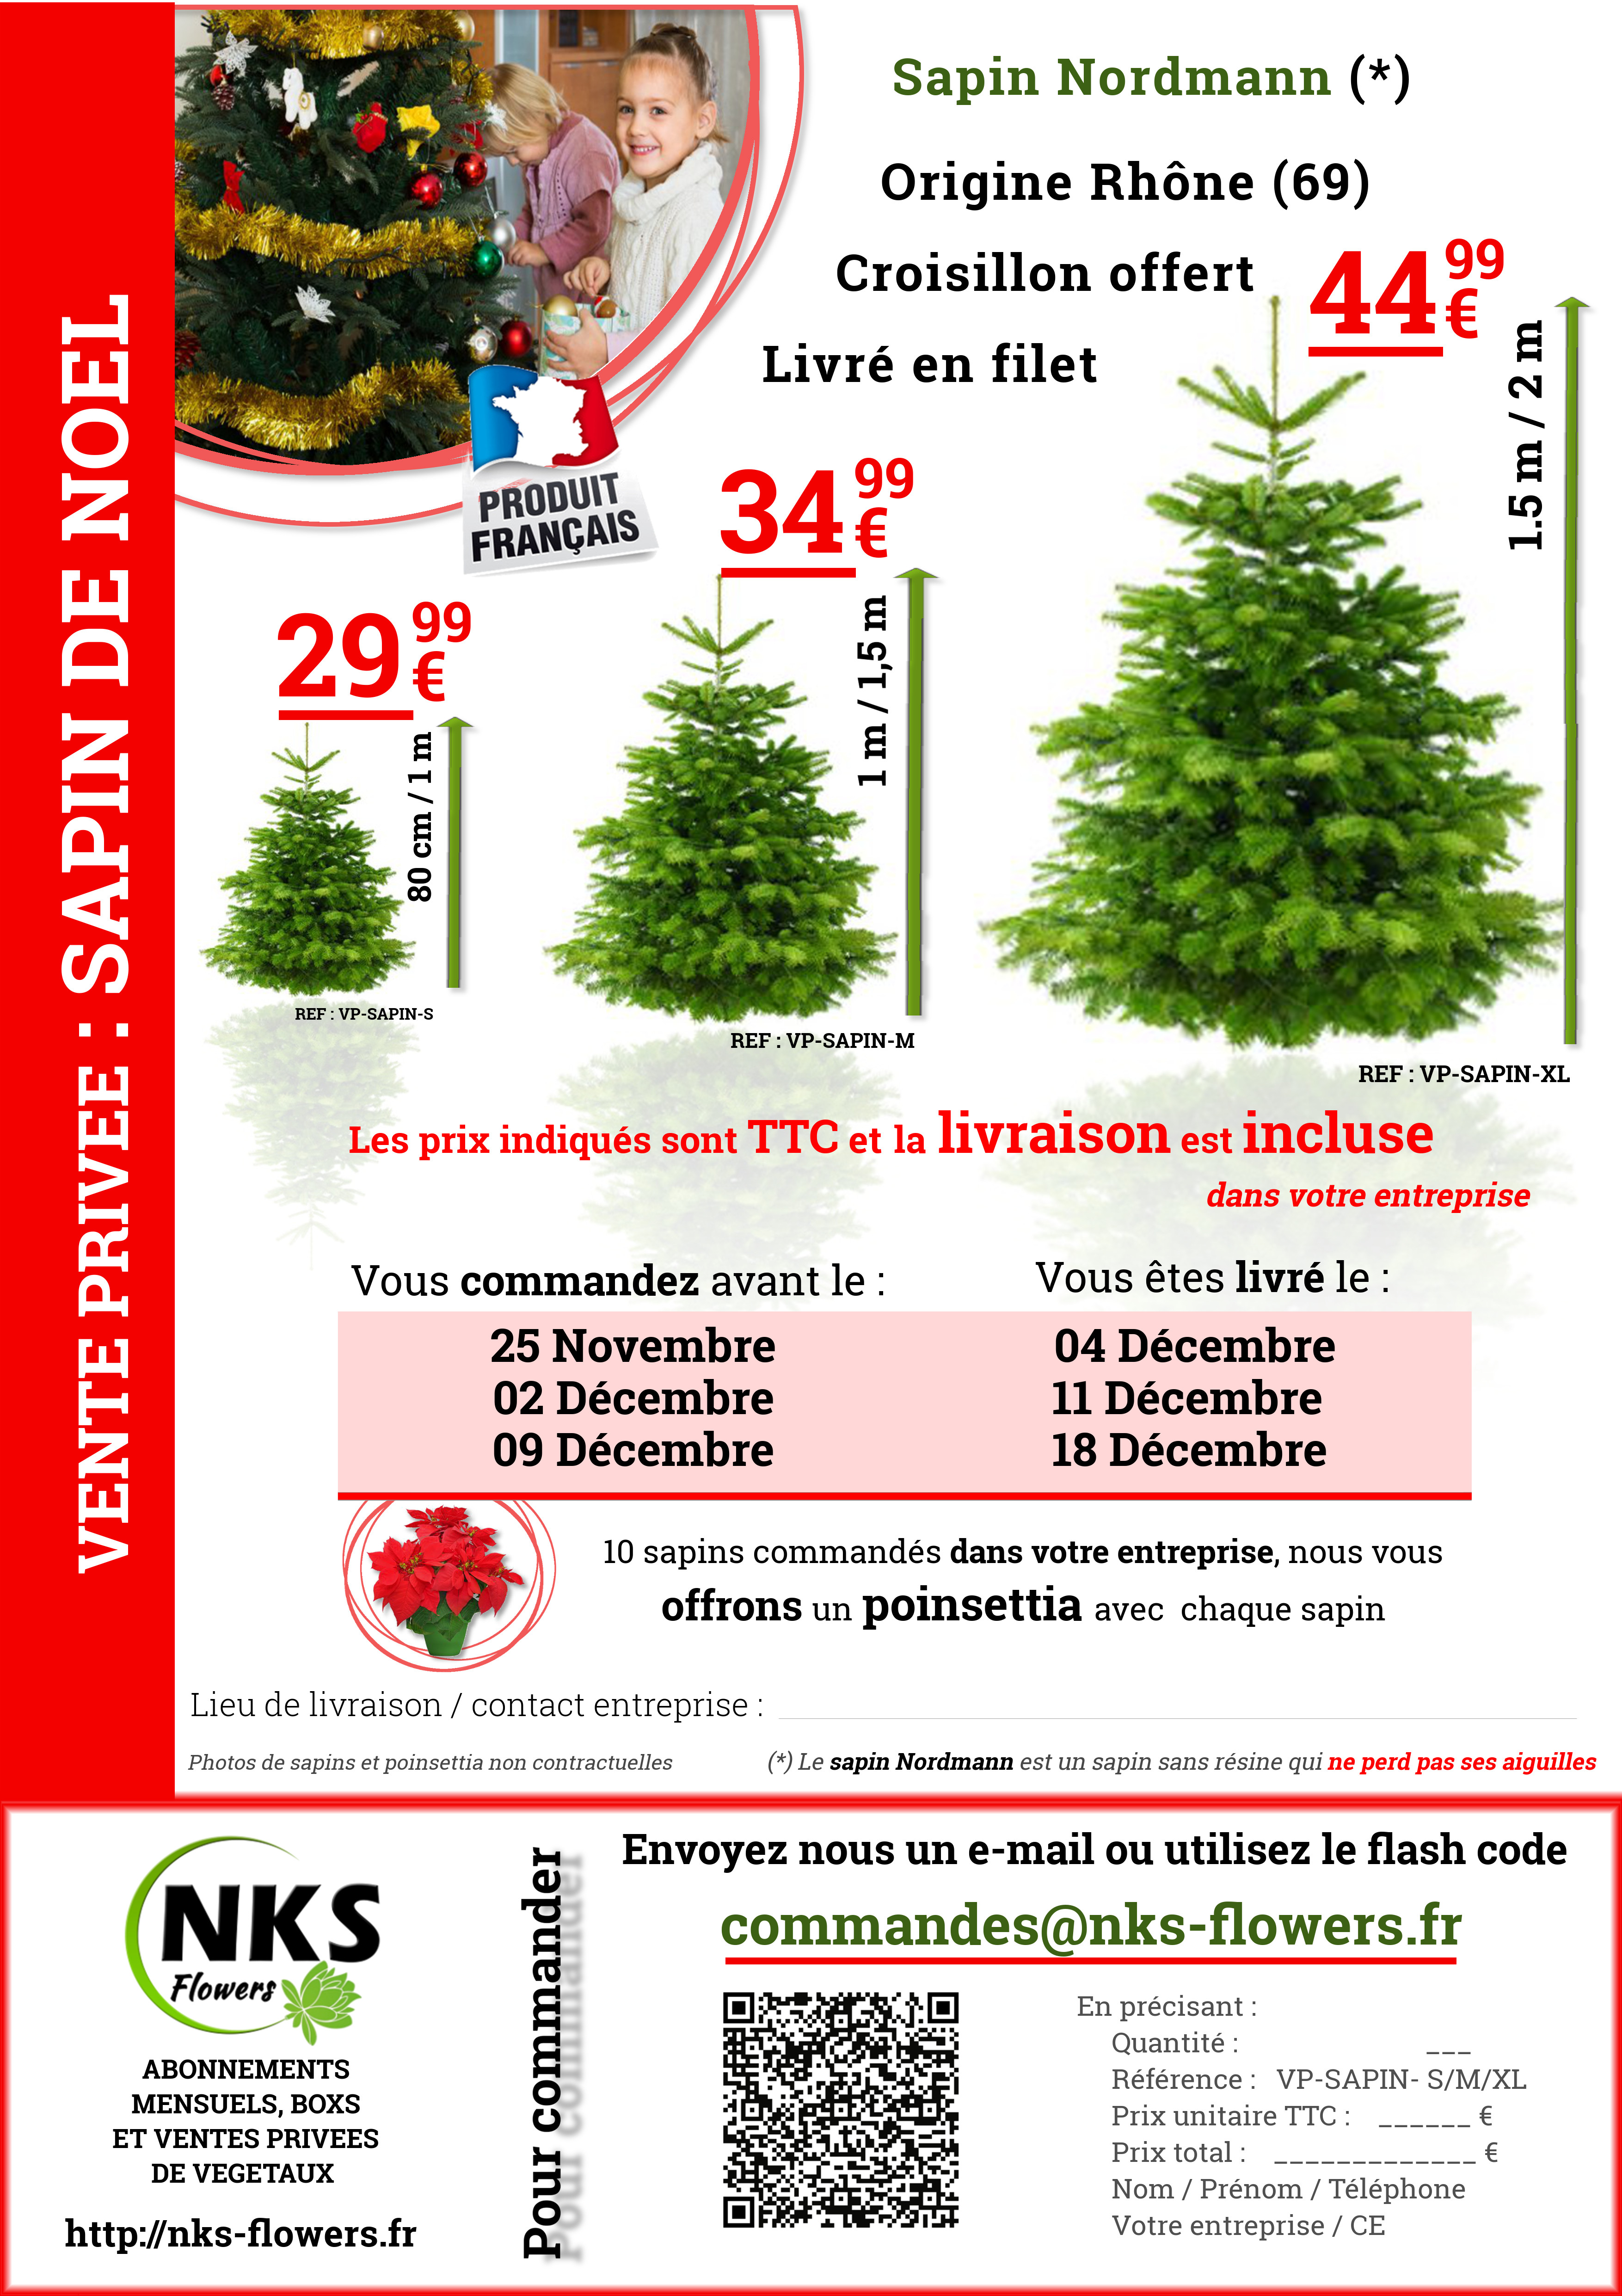 VENTE PRIVEE : SAPIN DE NOEL
Sapin Nordmann (*)
Origine Rhône (69)
Croisillon offert
Livré en filet
PRODUIT
FRANÇAIS
29 99 €
80 cm / 1 m
REF : VP-SAPIN-S
34 99 €
1 m / 1,5 m
REF : VP-SAPIN-M
44 99 €
1.5 m / 2 m
REF : VP-SAPIN-XL
Les prix indiqués sont TTC et la livraison est incluse
dans votre entreprise
Vous commandez avant le :
Vous êtes livré le :
25 Novembre 04 Décembre
02 Décembre 11 Décembre
09 Décembre 18 Décembre
10 sapins commandés dans votre entreprise, nous vous
offrons un poinsettia avec chaque sapin
Lieu de livraison / contact entreprise :
Photos de sapins et poinsettia non contractuelles
(*) Le sapin Nordmann est un sapin sans résine qui ne perd pas ses aiguilles
NKS
Flowers
ABONNEMENTS
MENSUELS, BOXS
ET VENTES PRIVEES
DE VEGETAUX
http://nks-flowers.fr
Pour commander
Envoyez nous un e-mail ou utilisez le flash code
commandes@nks-flowers.fr
En précisant :
Quantité : ___
Référence : VP-SAPIN- S/M/XL
Prix unitaire TTC : ______ €
Prix total : _____________ €
Nom / Prénom / Téléphone
Votre entreprise / CE